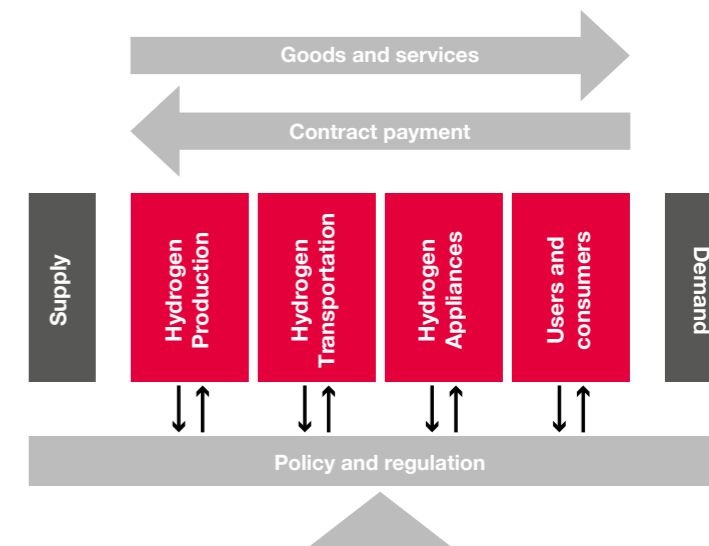 Goods and services
Contract payment
Supply
Hydrogen
Production
Hydrogen
Transportation
Hydrogen
Appliances
Users and
consumers
Demand
Policy and regulation